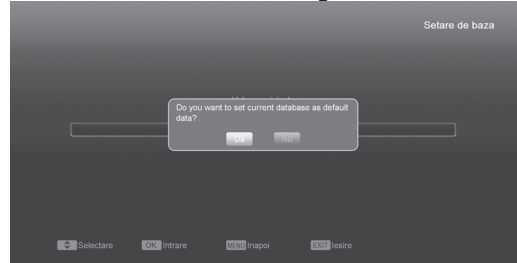 Setare de baza
Do you want to set current database as default
data?
Da Nu
Selectare OK Intrare MENU Inapoi EXIT Iesire